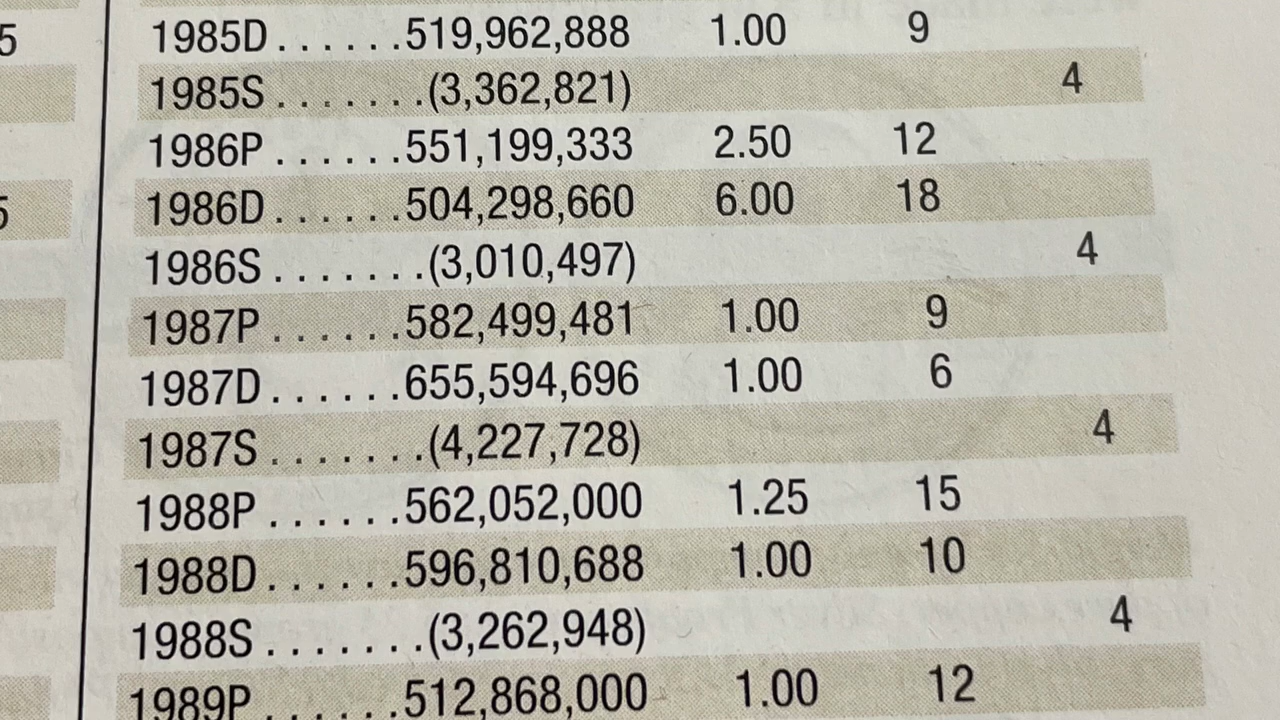 5 1985D . . . . . . 519,962,888 1.00 9
1985S . . . . . . . (3,362,821) 4
1986P . . . . . . 551,199,333 2.50 12
5 1986D . . . . . . 504,298,660 6.00 18
1986S . . . . . . . (3,010,497) 4
1987P . . . . . . 582,499,481 1.00 9
1987D . . . . . . 655,594,696 1.00 6
1987S . . . . . . . (4,227,728) 4
1988P . . . . . . 562,052,000 1.25 15
1988D . . . . . . 596,810,688 1.00 10
1988S . . . . . . . (3,262,948) 4
1989P . . . . . . 512,868,000 1.00 12